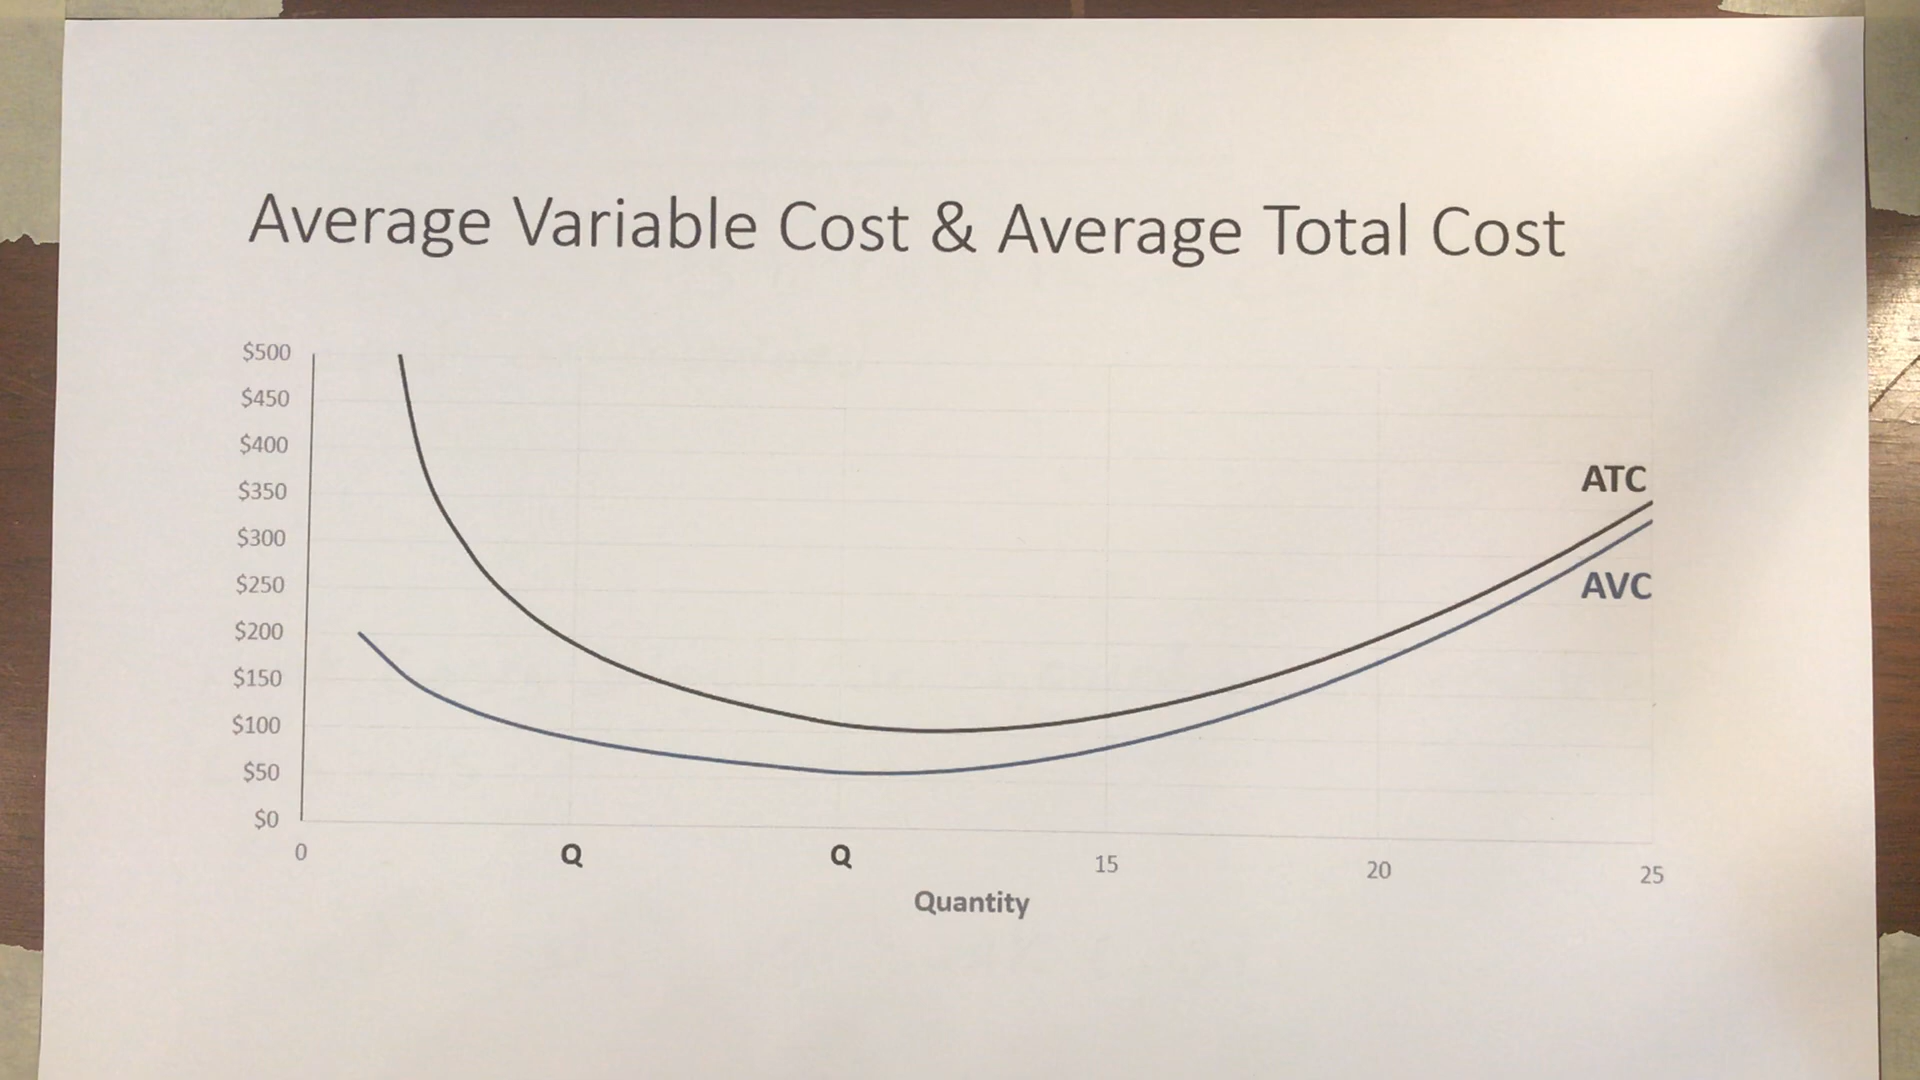 Average Variable Cost & Average Total Cost
$500
$450
$400
$350
$300
$250
$200
$150
$100
$50
$0
ATC
AVC
0 Q Q 15 20 25
Quantity